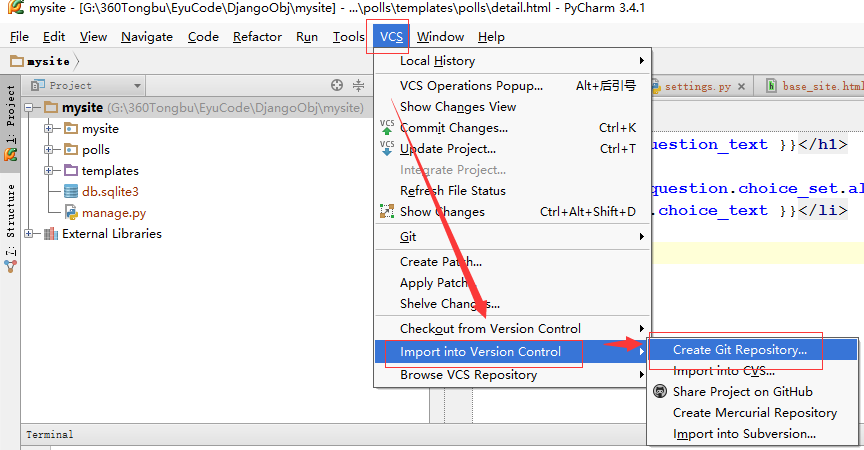 mysite - [G:\360Tongbu\EyuCode\DjangoObj\mysite] - ...\polls\templates\polls\detail.html - PyCharm 3.4.1
File Edit View Navigate Code Refactor Run Tools VCS Window Help
mysite
1: Project
7: Structure
Project
mysite (G:\360Tongbu\EyuCode\DjangoObj\mysite)
mysite
polls
templates
db.sqlite3
manage.py
External Libraries
Local History
VCS Operations Popup... Alt+后引号
Show Changes View
VCS Commit Changes... Ctrl+K
VCS Update Project... Ctrl+T
Integrate Project...
Refresh File Status
Show Changes Ctrl+Alt+Shift+D
Git
Create Patch...
Apply Patch
Shelve Changes...
Checkout from Version Control
Import into Version Control
Browse VCS Repository
Create Git Repository...
Import into CVS...
Share Project on GitHub
Create Mercurial Repository
Import into Subversion...
settings.py base_site.html
uestion_text }}</h1>
question.choice_set.al
.choice_text }}</li>
Terminal